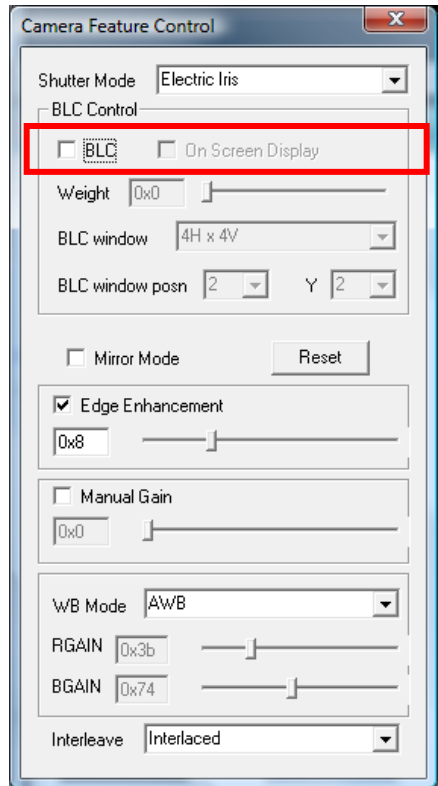 Camera Feature Control
Shutter Mode Electric Iris
BLC Control
BLC On Screen Display
Weight 0x0
BLC window 4H x 4V
BLC window posn 2 Y 2
Mirror Mode Reset
Edge Enhancement
0x8
Manual Gain
0x0
WB Mode AWB
RGAIN 0x3b
BGAIN 0x74
Interleave Interlaced